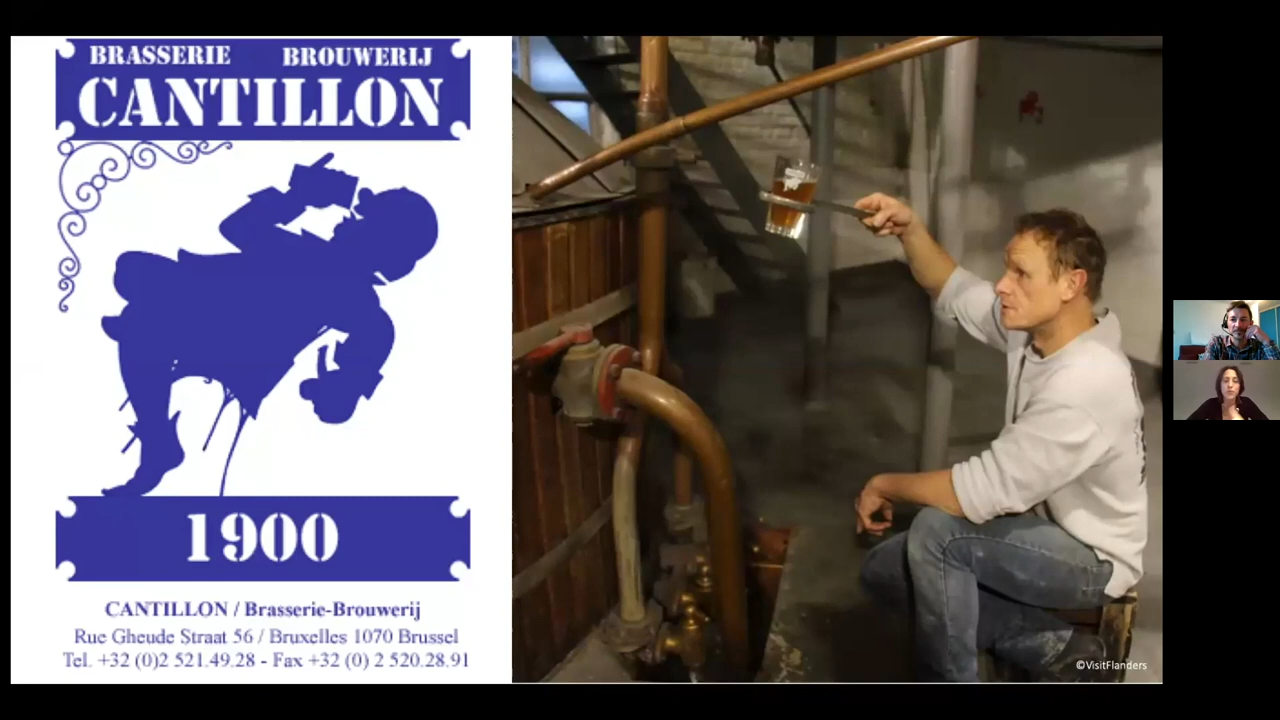 BRASSERIE BROUWERIJ
CANTILLON
1900
CANTILLON / Brasserie-Brouwerij
Rue Gheude Straat 56 / Bruxelles 1070 Brussel
Tel. +32 (0)2 521.49.28 - Fax +32 (0) 2 520.28.91
©VisitFlanders